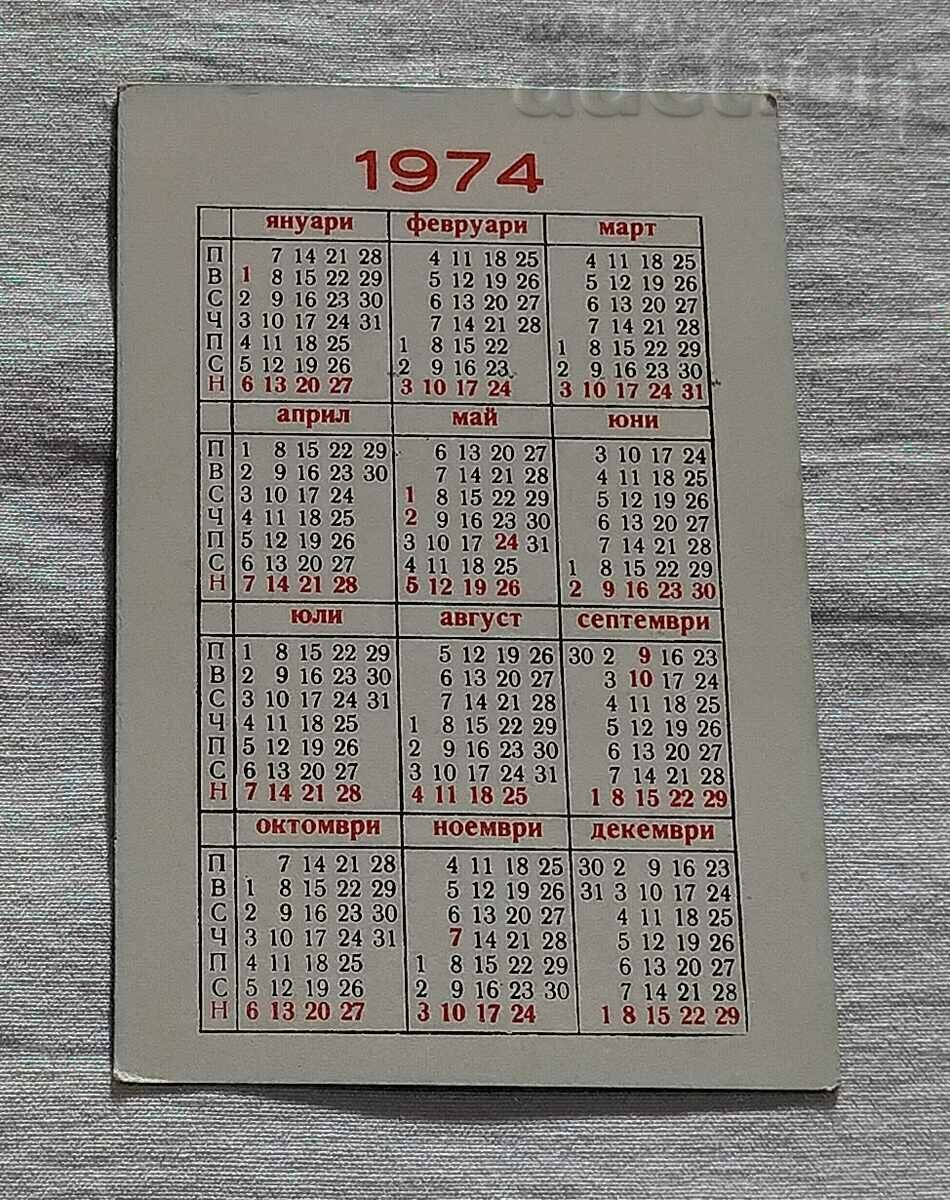 1974
януари февруари март
П 7 14 21 28 4 11 18 25 4 11 18 25
В 1 8 15 22 29 5 12 19 26 5 12 19 26
С 2 9 16 23 30 6 13 20 27 6 13 20 27
Ч 3 10 17 24 31 7 14 21 28 7 14 21 28
П 4 11 18 25 1 8 15 22 1 8 15 22 29
С 5 12 19 26 2 9 16 23 2 9 16 23 30
Н 6 13 20 27 3 10 17 24 3 10 17 24 31
април май юни
П 1 8 15 22 29 6 13 20 27 3 10 17 24
В 2 9 16 23 30 7 14 21 28 4 11 18 25
С 3 10 17 24 1 8 15 22 29 5 12 19 26
Ч 4 11 18 25 2 9 16 23 30 6 13 20 27
П 5 12 19 26 3 10 17 24 31 7 14 21 28
С 6 13 20 27 4 11 18 25 1 8 15 22 29
Н 7 14 21 28 5 12 19 26 2 9 16 23 30
юли август септември
П 1 8 15 22 29 5 12 19 26 30 2 9 16 23
В 2 9 16 23 30 6 13 20 27 3 10 17 24
С 3 10 17 24 31 7 14 21 28 4 11 18 25
Ч 4 11 18 25 1 8 15 22 29 5 12 19 26
П 5 12 19 26 2 9 16 23 30 6 13 20 27
С 6 13 20 27 3 10 17 24 31 7 14 21 28
Н 7 14 21 28 4 11 18 25 1 8 15 22 29
октомври ноември декември
П 7 14 21 28 4 11 18 25 30 2 9 16 23
В 1 8 15 22 29 5 12 19 26 31 3 10 17 24
С 2 9 16 23 30 6 13 20 27 4 11 18 25
Ч 3 10 17 24 31 7 14 21 28 5 12 19 26
П 4 11 18 25 1 8 15 22 29 6 13 20 27
С 5 12 19 26 2 9 16 23 30 7 14 21 28
Н 6 13 20 27 3 10 17 24 1 8 15 22 29